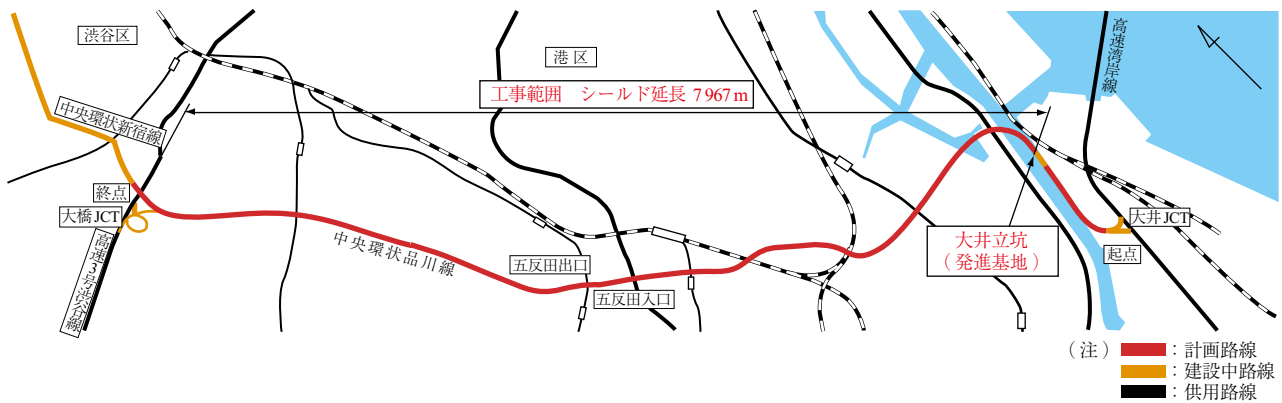 渋谷区
港区
高速湾岸線
工事範囲　シールド延長 7 967 m
中央環状新宿線
終点
大橋 JCT
高速3号渋谷線
中央環状品川線
五反田出口
五反田入口
大井立坑
（発進基地）
大井 JCT
起点
（注）　：計画路線
：建設中路線
：供用路線